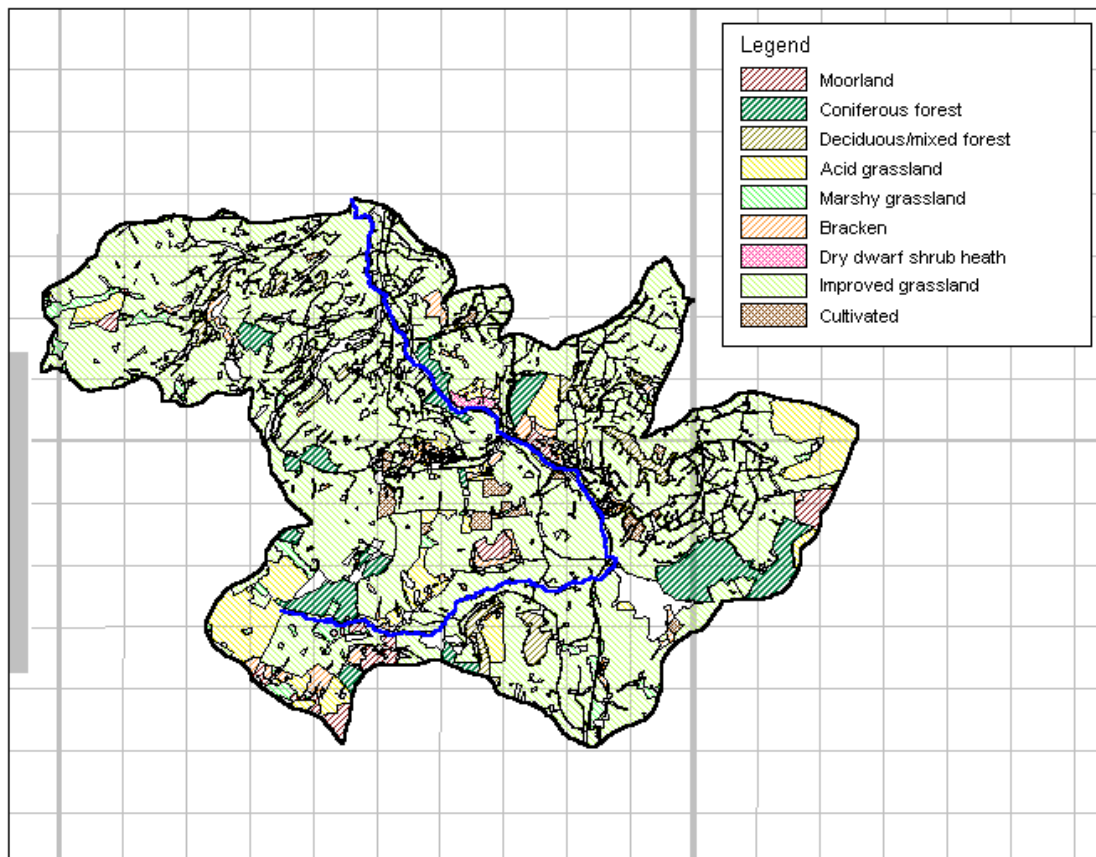 Legend
Moorland
Coniferous forest
Deciduous/mixed forest
Acid grassland
Marshy grassland
Bracken
Dry dwarf shrub heath
Improved grassland
Cultivated